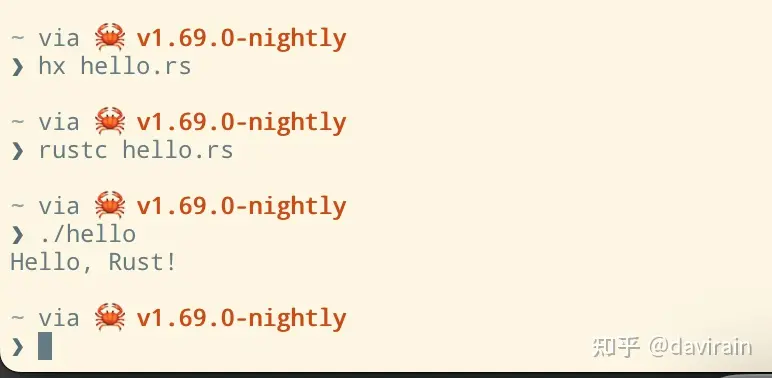 ~ via 🦀 v1.69.0-nightly
❯ hx hello.rs
~ via 🦀 v1.69.0-nightly
❯ rustc hello.rs
~ via 🦀 v1.69.0-nightly
❯ ./hello
Hello, Rust!
~ via 🦀 v1.69.0-nightly
❯
知乎 @davirain